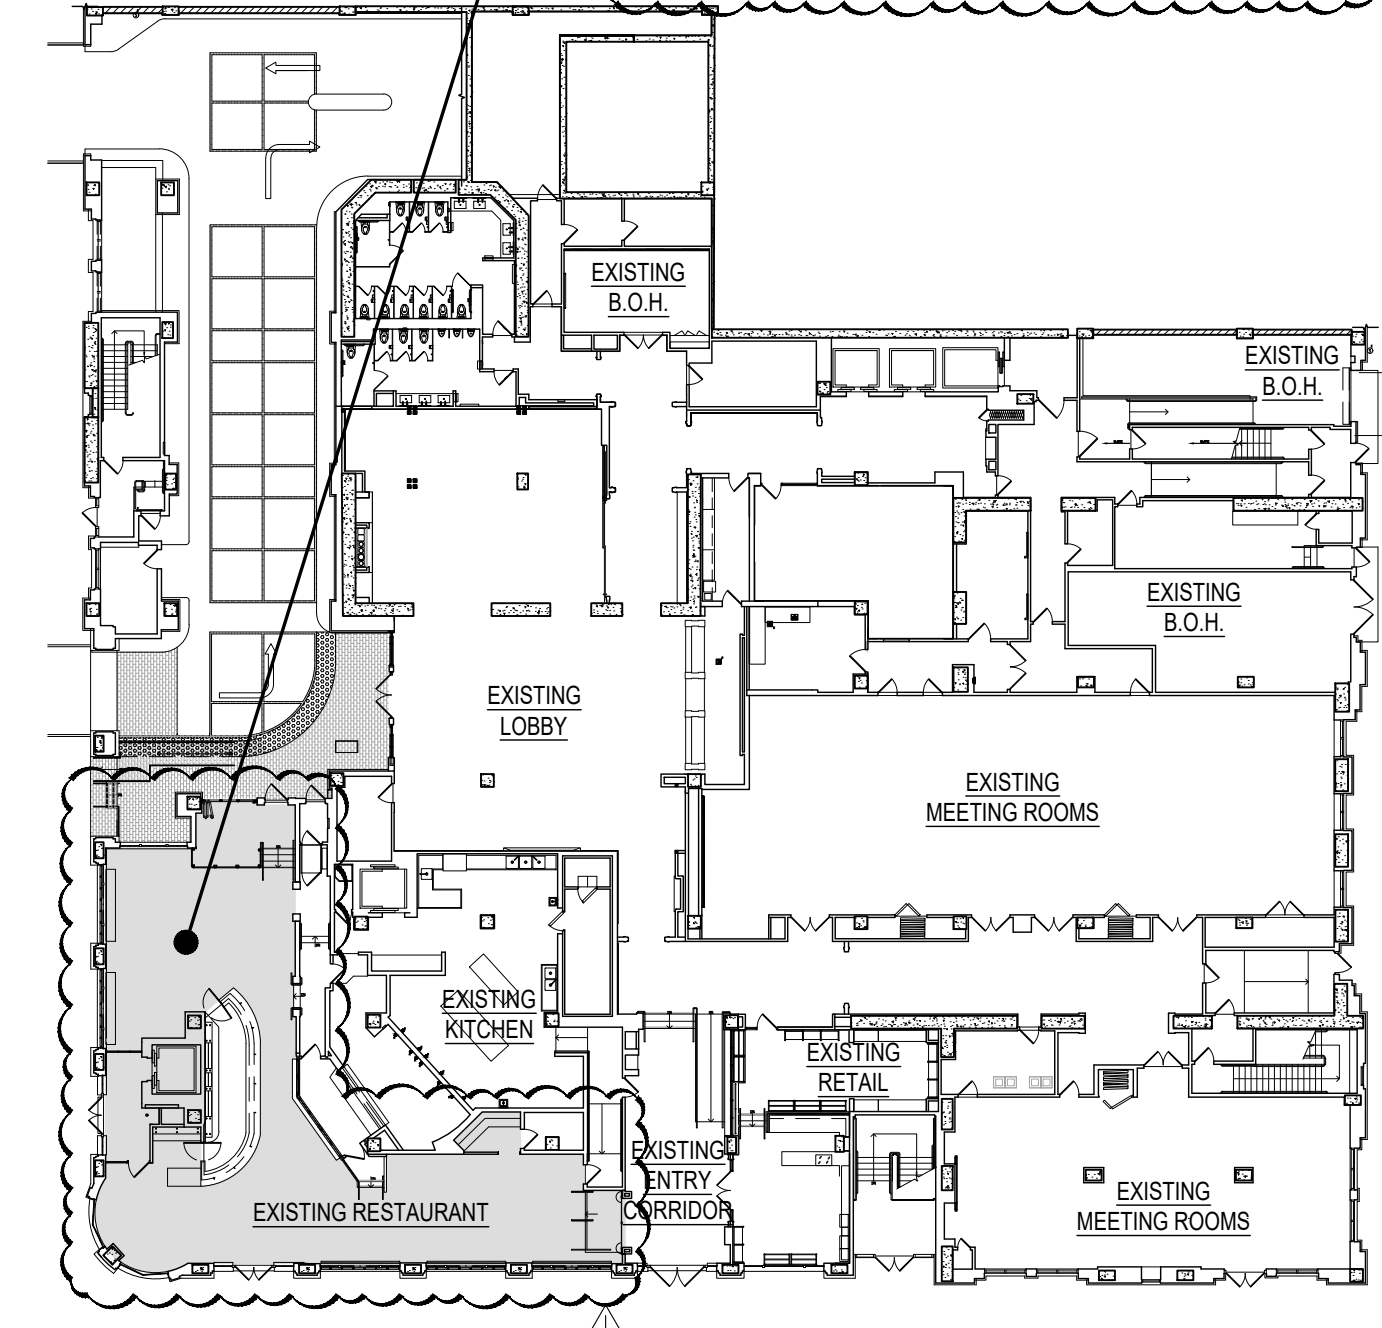 EXISTING
B.O.H.
EXISTING
B.O.H.
EXISTING
B.O.H.
EXISTING
LOBBY
EXISTING
MEETING ROOMS
EXISTING
KITCHEN
EXISTING
RETAIL
EXISTING
ENTRY
CORRIDOR
EXISTING RESTAURANT
EXISTING
MEETING ROOMS